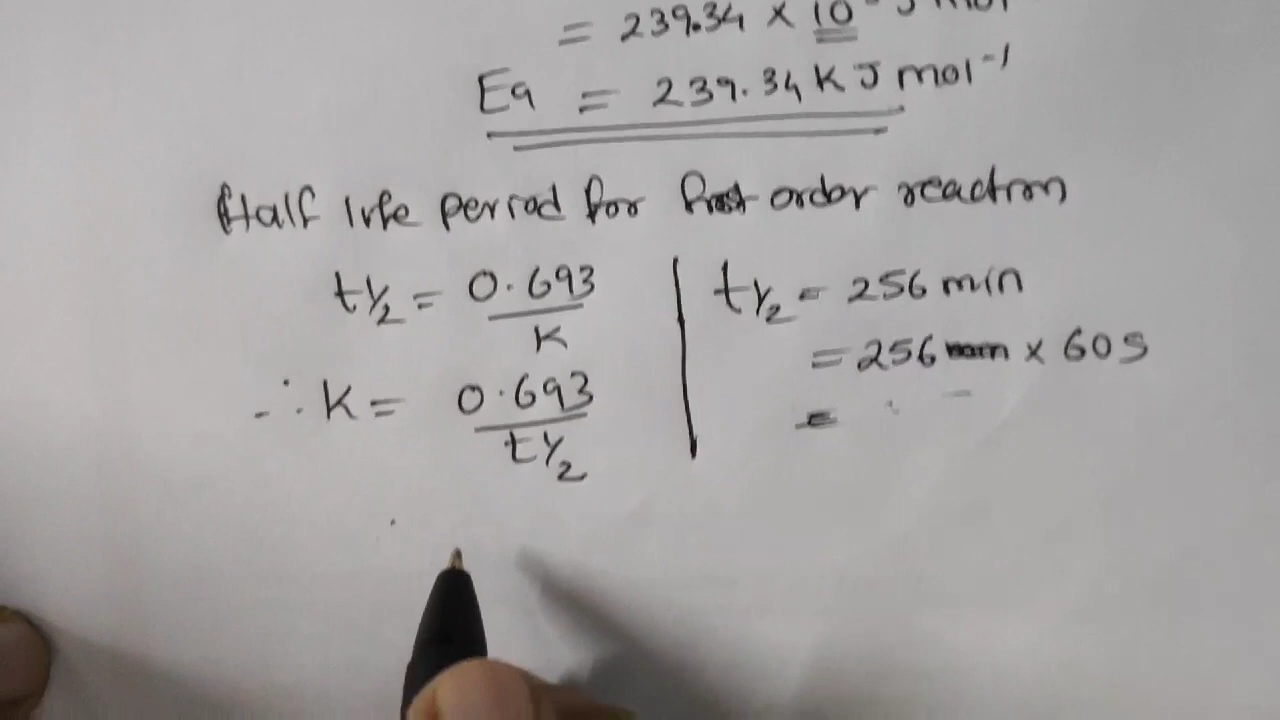 = 239.34 × 10 J mol
Ea = 239.34 KJ mol⁻¹
Half life period for first order reaction
t½ = 0.693/K | t½ = 256 min
= 256 × 60 S
∴ K = 0.693/t½ | =